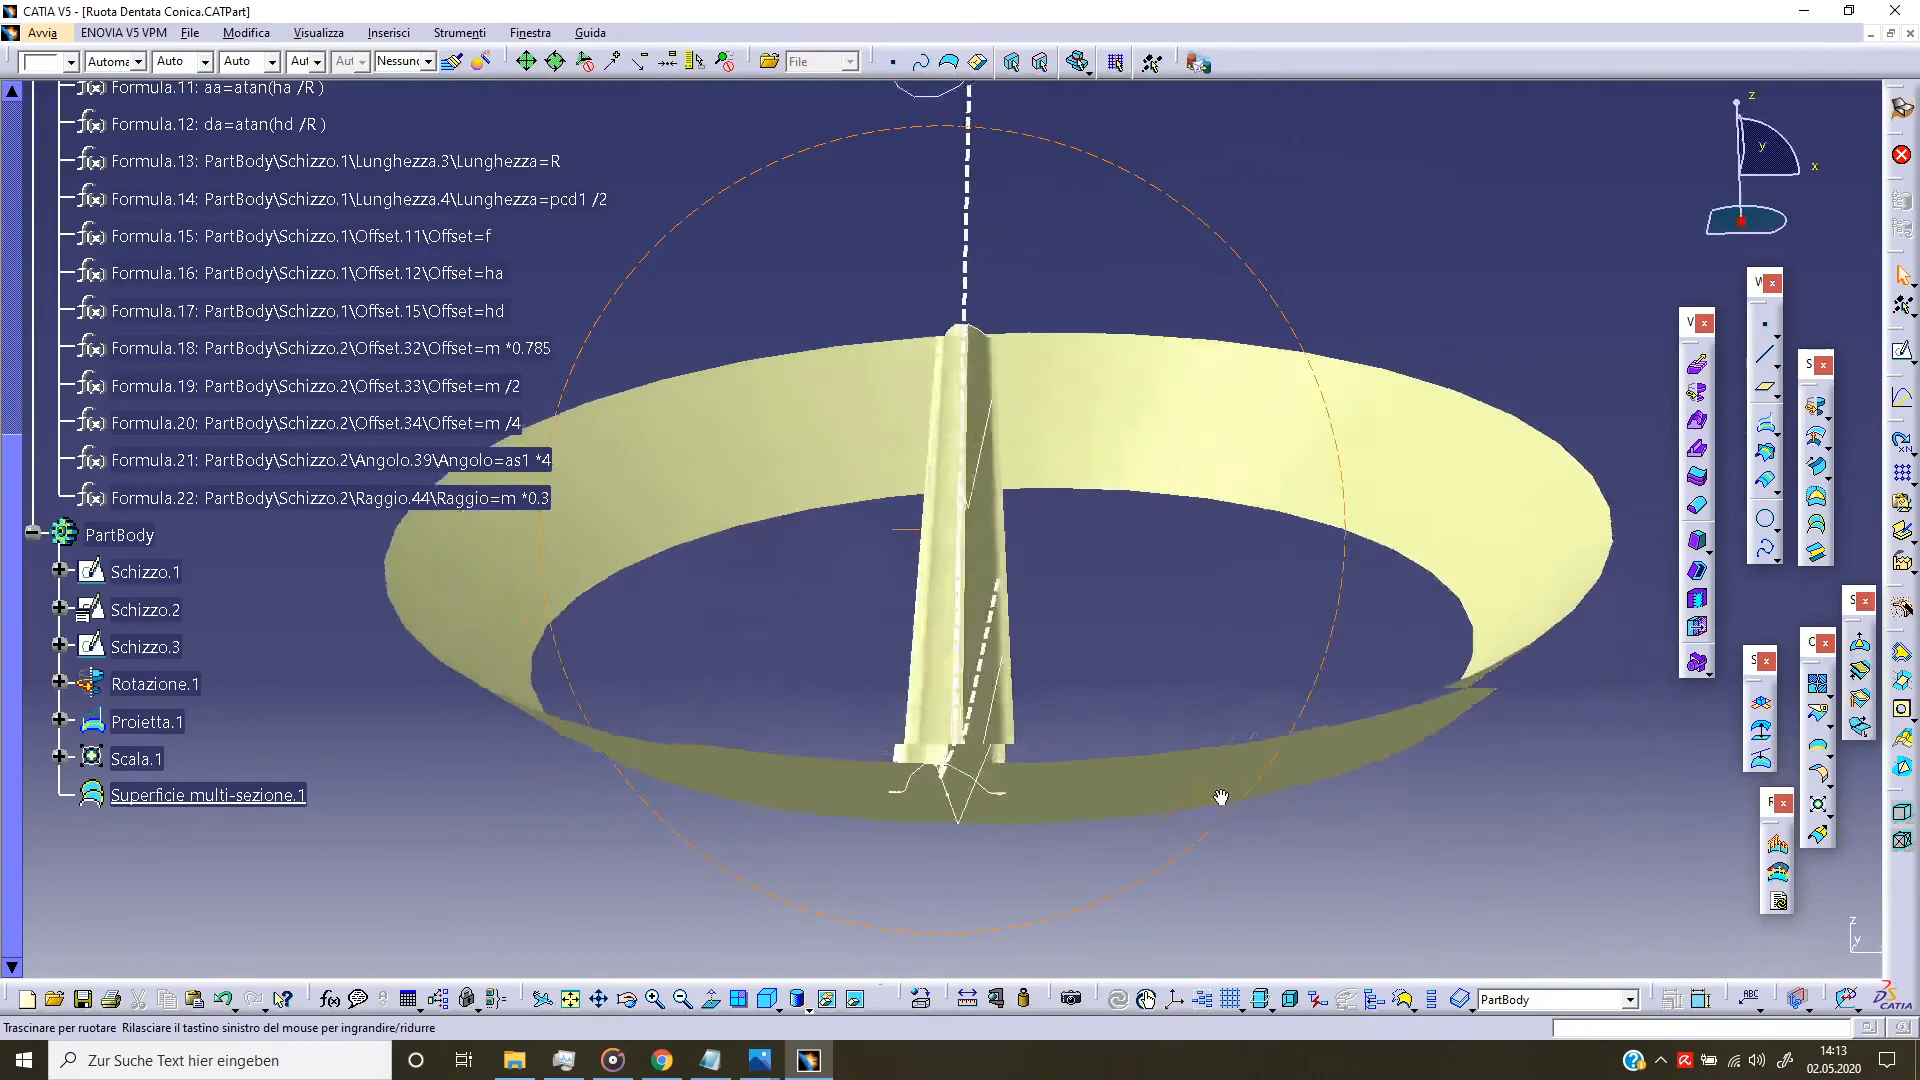 CATIA V5 - [Ruota Dentata Conica.CATPart]
Avvia ENOVIA V5 VPM File Modifica Visualizza Inserisci Strumenti Finestra Guida
Automa Auto Auto Aut Aut Nessunc File
Formula.11: aa=atan(ha /R )
Formula.12: da=atan(hd /R )
Formula.13: PartBody\Schizzo.1\Lunghezza.3\Lunghezza=R
Formula.14: PartBody\Schizzo.1\Lunghezza.4\Lunghezza=pcd1 /2
Formula.15: PartBody\Schizzo.1\Offset.11\Offset=f
Formula.16: PartBody\Schizzo.1\Offset.12\Offset=ha
Formula.17: PartBody\Schizzo.1\Offset.15\Offset=hd
Formula.18: PartBody\Schizzo.2\Offset.32\Offset=m *0.785
Formula.19: PartBody\Schizzo.2\Offset.33\Offset=m /2
Formula.20: PartBody\Schizzo.2\Offset.34\Offset=m /4
Formula.21: PartBody\Schizzo.2\Angolo.39\Angolo=as1 *4
Formula.22: PartBody\Schizzo.2\Raggio.44\Raggio=m *0.3
PartBody
Schizzo.1
Schizzo.2
Schizzo.3
Rotazione.1
Proietta.1
Scala.1
Superficie multi-sezione.1
z
y
x
V
S
S
C
S
R
z
y
PartBody
ABC
CATIA
Trascinare per ruotare Rilasciare il tastino sinistro del mouse per ingrandire/ridurre
Zur Suche Text hier eingeben
14:13
02.05.2020